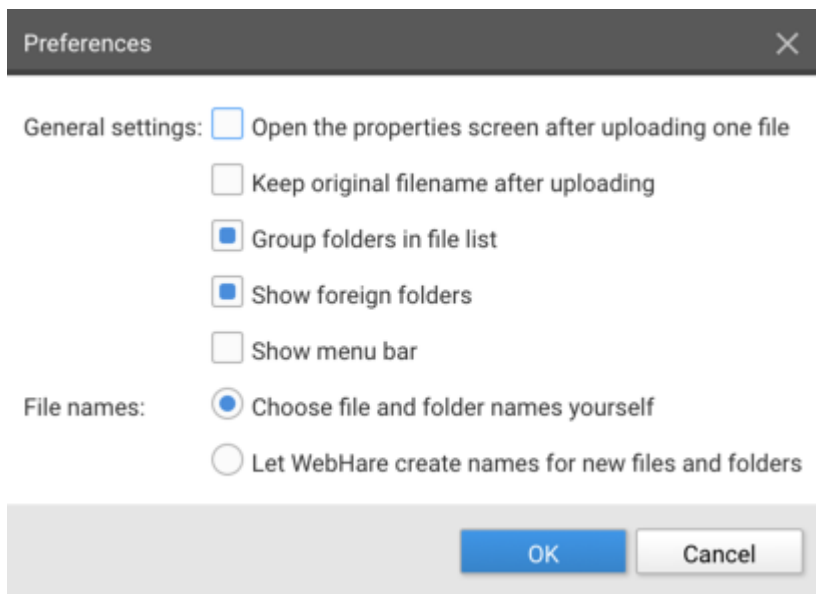 Preferences
General settings: Open the properties screen after uploading one file
Keep original filename after uploading
Group folders in file list
Show foreign folders
Show menu bar
File names: Choose file and folder names yourself
Let WebHare create names for new files and folders
OK Cancel